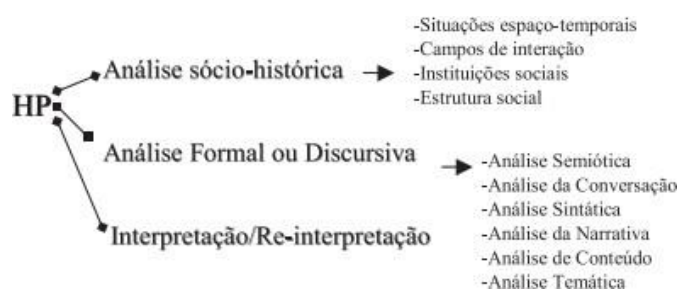 HP
Análise sócio-histórica
-Situações espaço-temporais
-Campos de interação
-Instituições sociais
-Estrutura social
Análise Formal ou Discursiva
-Análise Semiótica
-Análise da Conversação
-Análise Sintática
-Análise da Narrativa
-Análise de Conteúdo
-Análise Temática
Interpretação/Re-interpretação